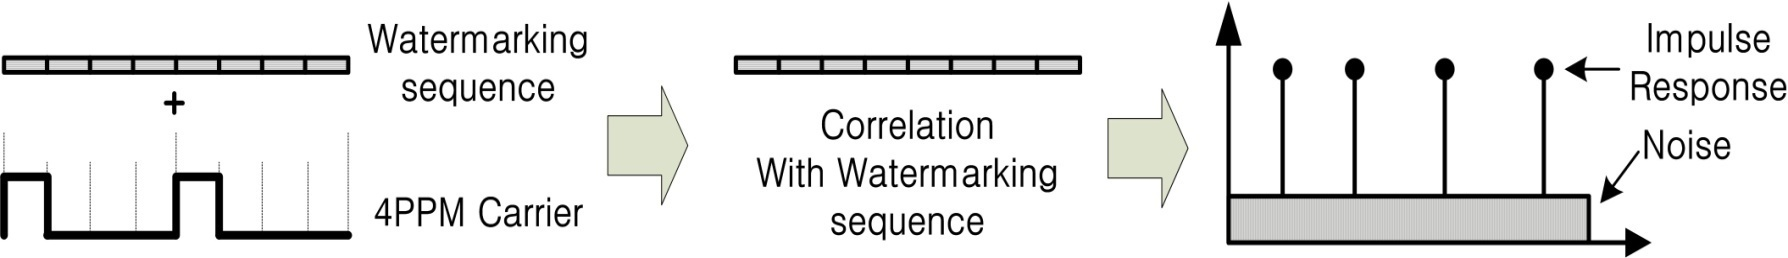 Watermarking
sequence
+
4PPM Carrier
Correlation
With Watermarking
sequence
Impulse
Response
Noise